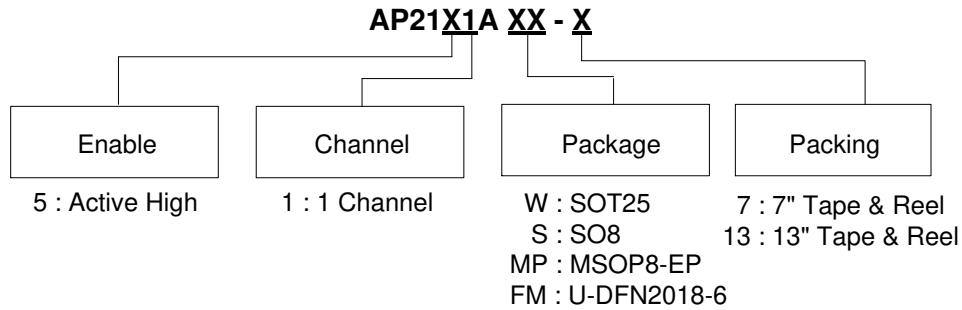 AP21X1A XX - X
Enable
Channel
Package
Packing
5 : Active High
1 : 1 Channel
W : SOT25
S : SO8
MP : MSOP8-EP
FM : U-DFN2018-6
7 : 7" Tape & Reel
13 : 13" Tape & Reel